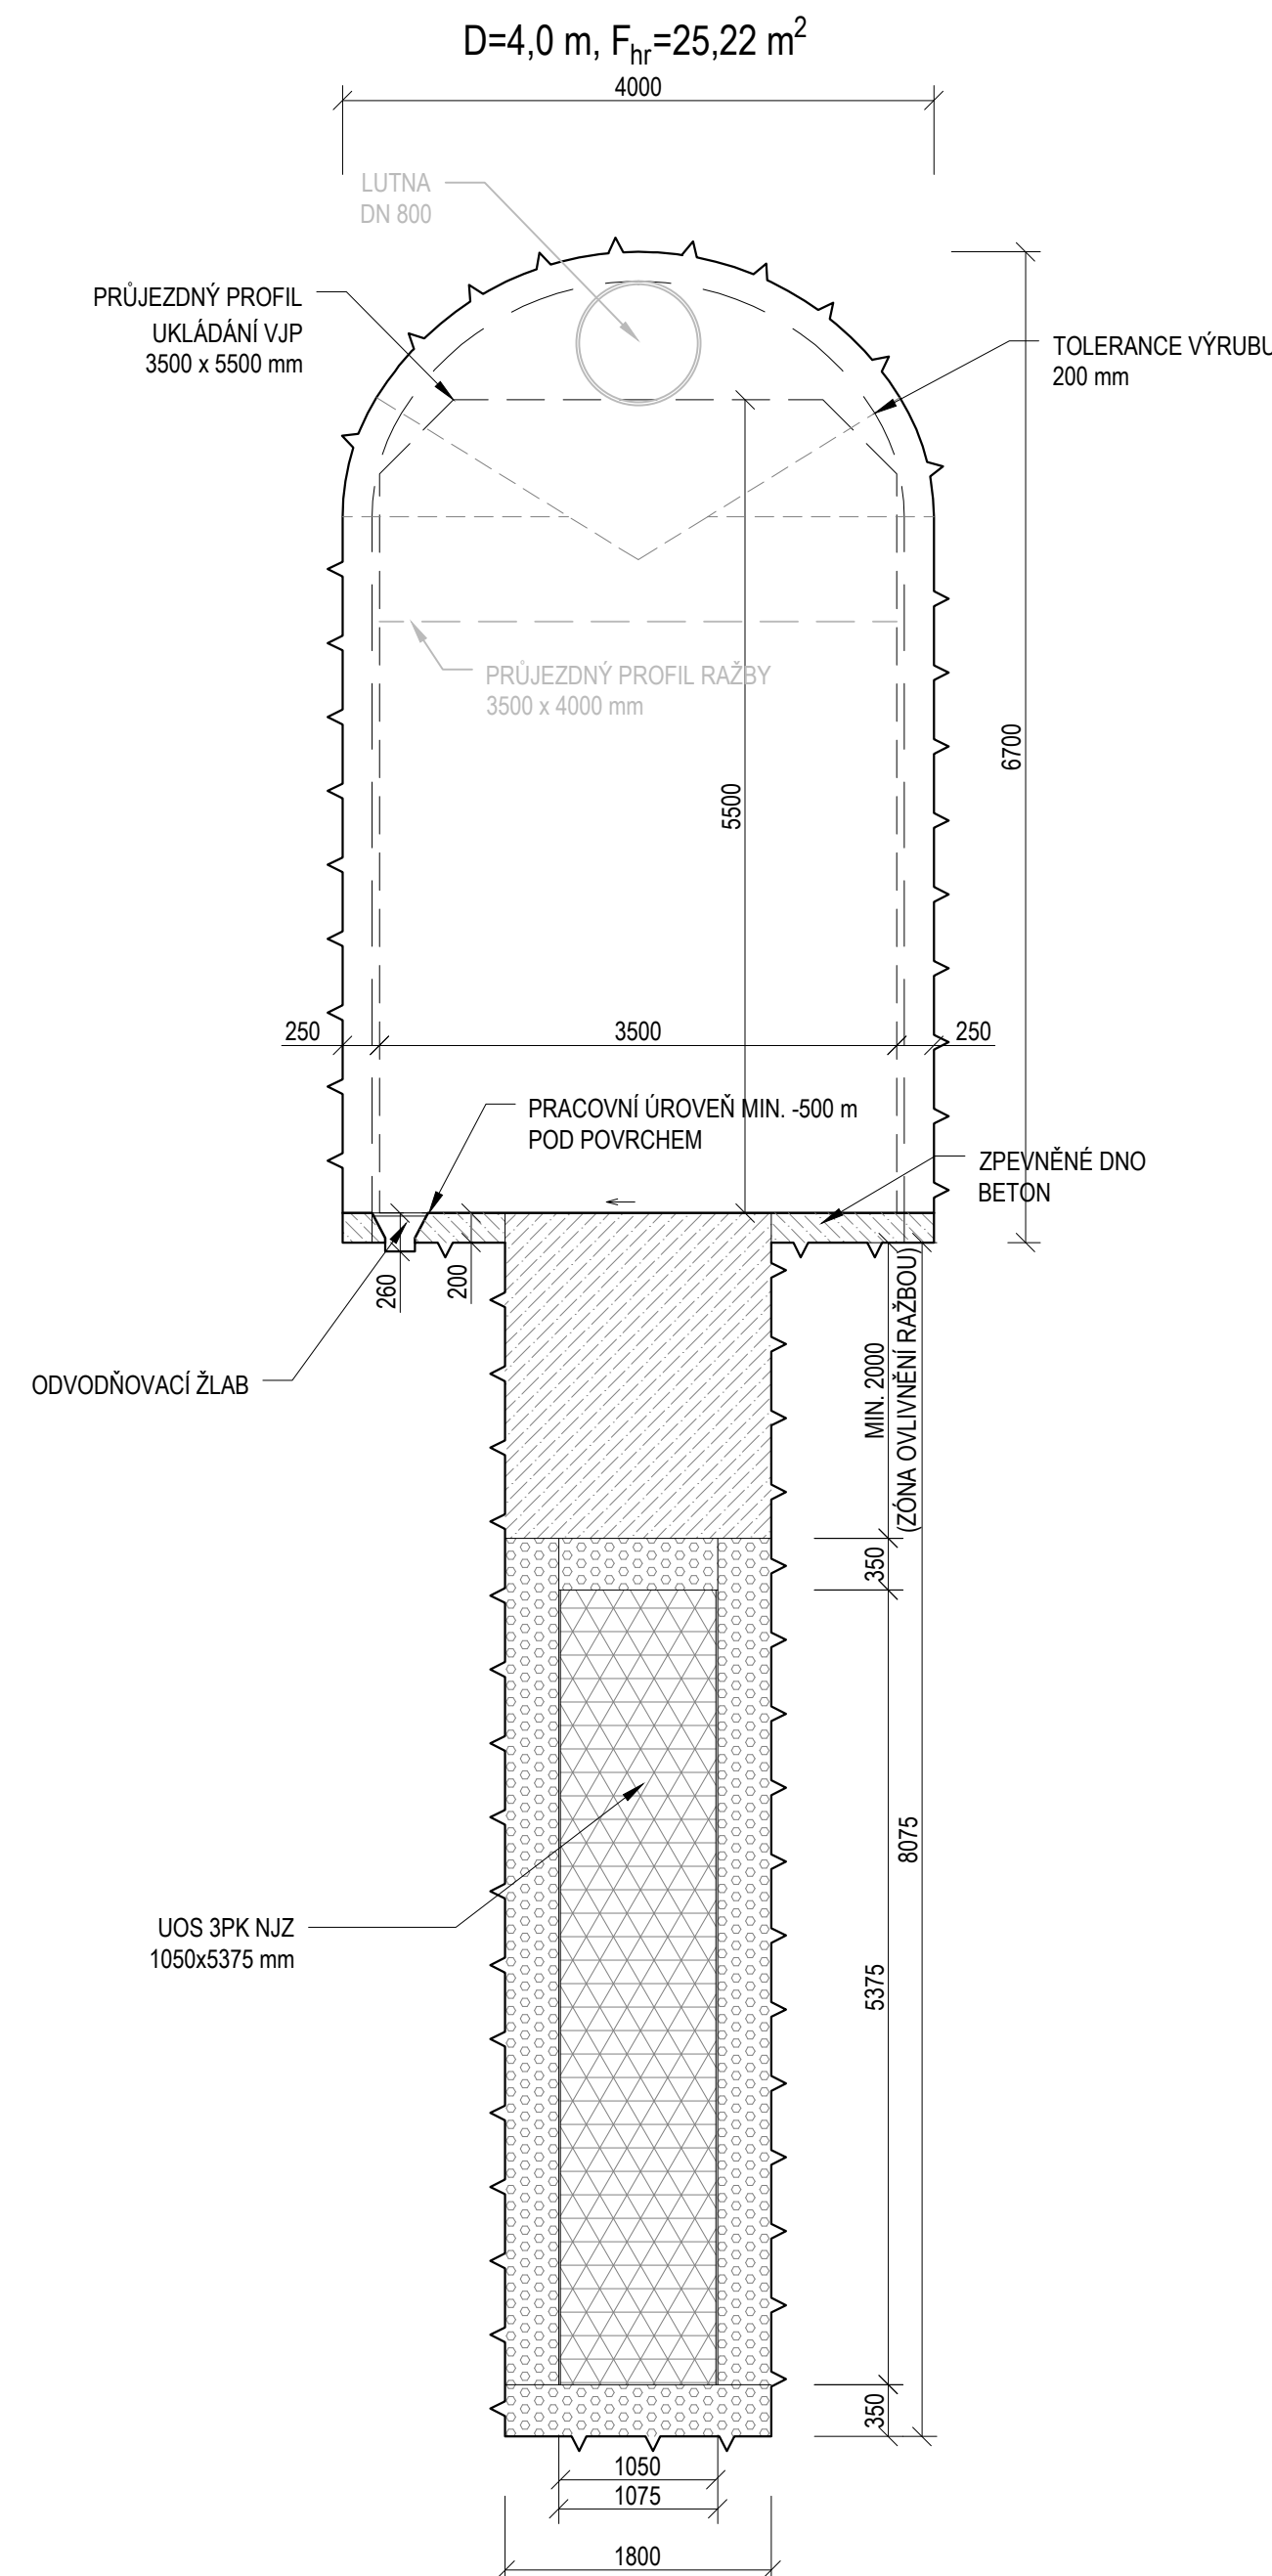 D=4,0 m, Fhr=25,22 m²
4000
LUTNA
DN 800
PRŮJEZDNÝ PROFIL
UKLÁDÁNÍ VJP
3500 x 5500 mm
TOLERANCE VÝRUBU
200 mm
PRŮJEZDNÝ PROFIL RAŽBY
3500 x 4000 mm
6700
5500
250
3500
250
PRACOVNÍ ÚROVEŇ MIN. -500 m
POD POVRCHEM
ZPEVNĚNÉ DNO
BETON
260
200
ODVODŇOVACÍ ŽLAB
MIN. 2000
(ZÓNA OVLIVNĚNÍ RAŽBOU)
350
8075
UOS 3PK NJZ
1050x5375 mm
5375
350
1050
1075
1800